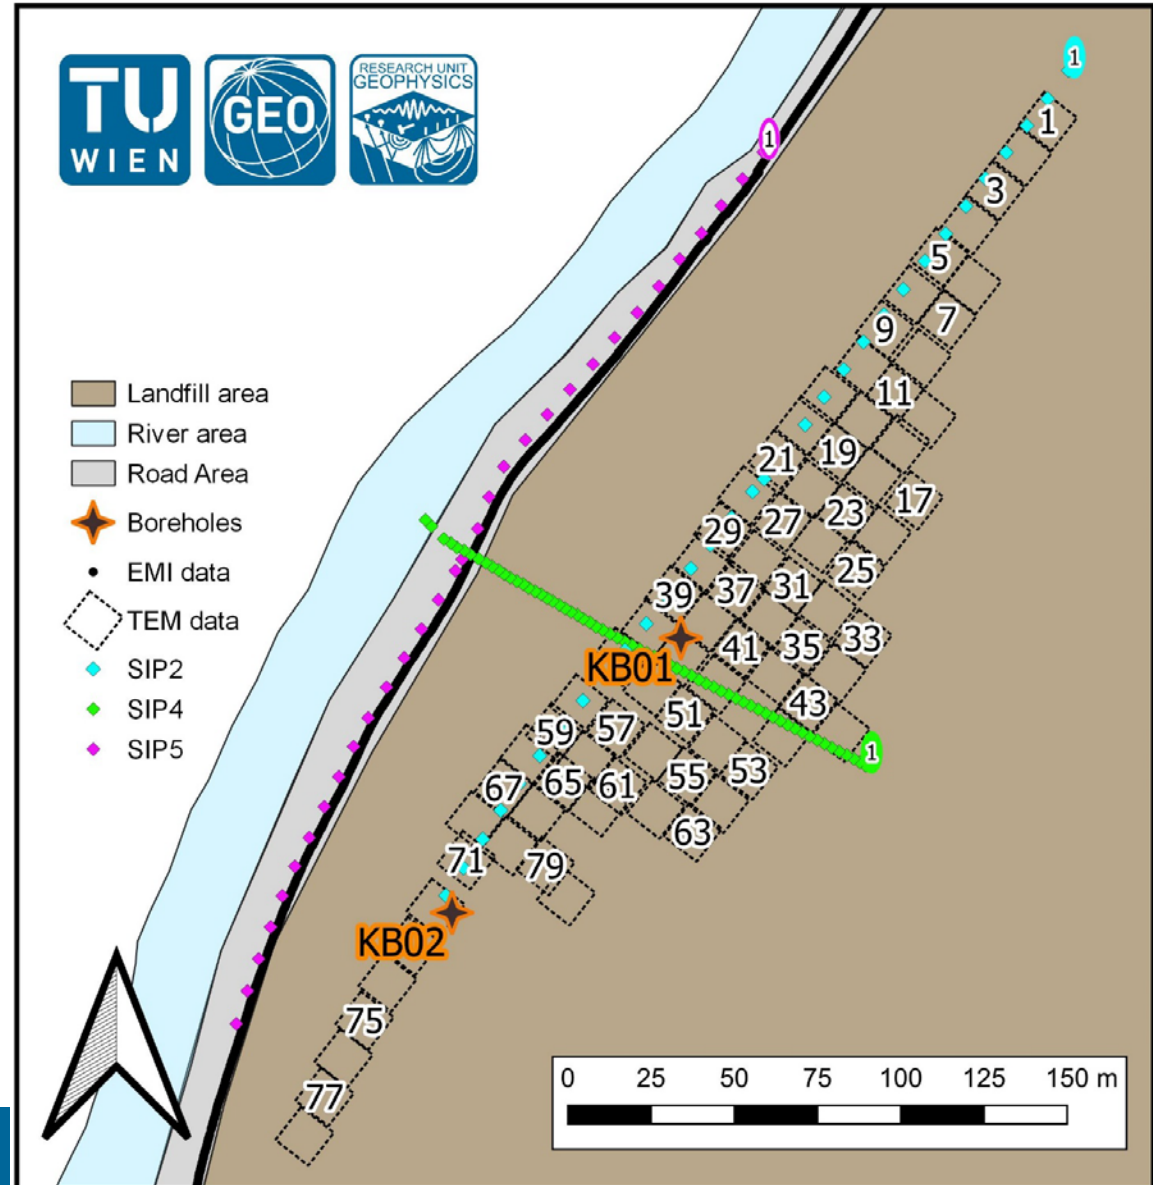 TU
WIEN
GEO
RESEARCH UNIT
GEOPHYSICS
1
1
1
3
5
7
9
11
Landfill area
River area
Road Area
Boreholes
EMI data
TEM data
SIP2
SIP4
SIP5
21
19
17
29
27
23
25
39
37
31
33
KB01
41
35
43
51
1
59
57
53
67
65
61
55
63
71
79
KB02
75
77
0 25 50 75 100 125 150 m